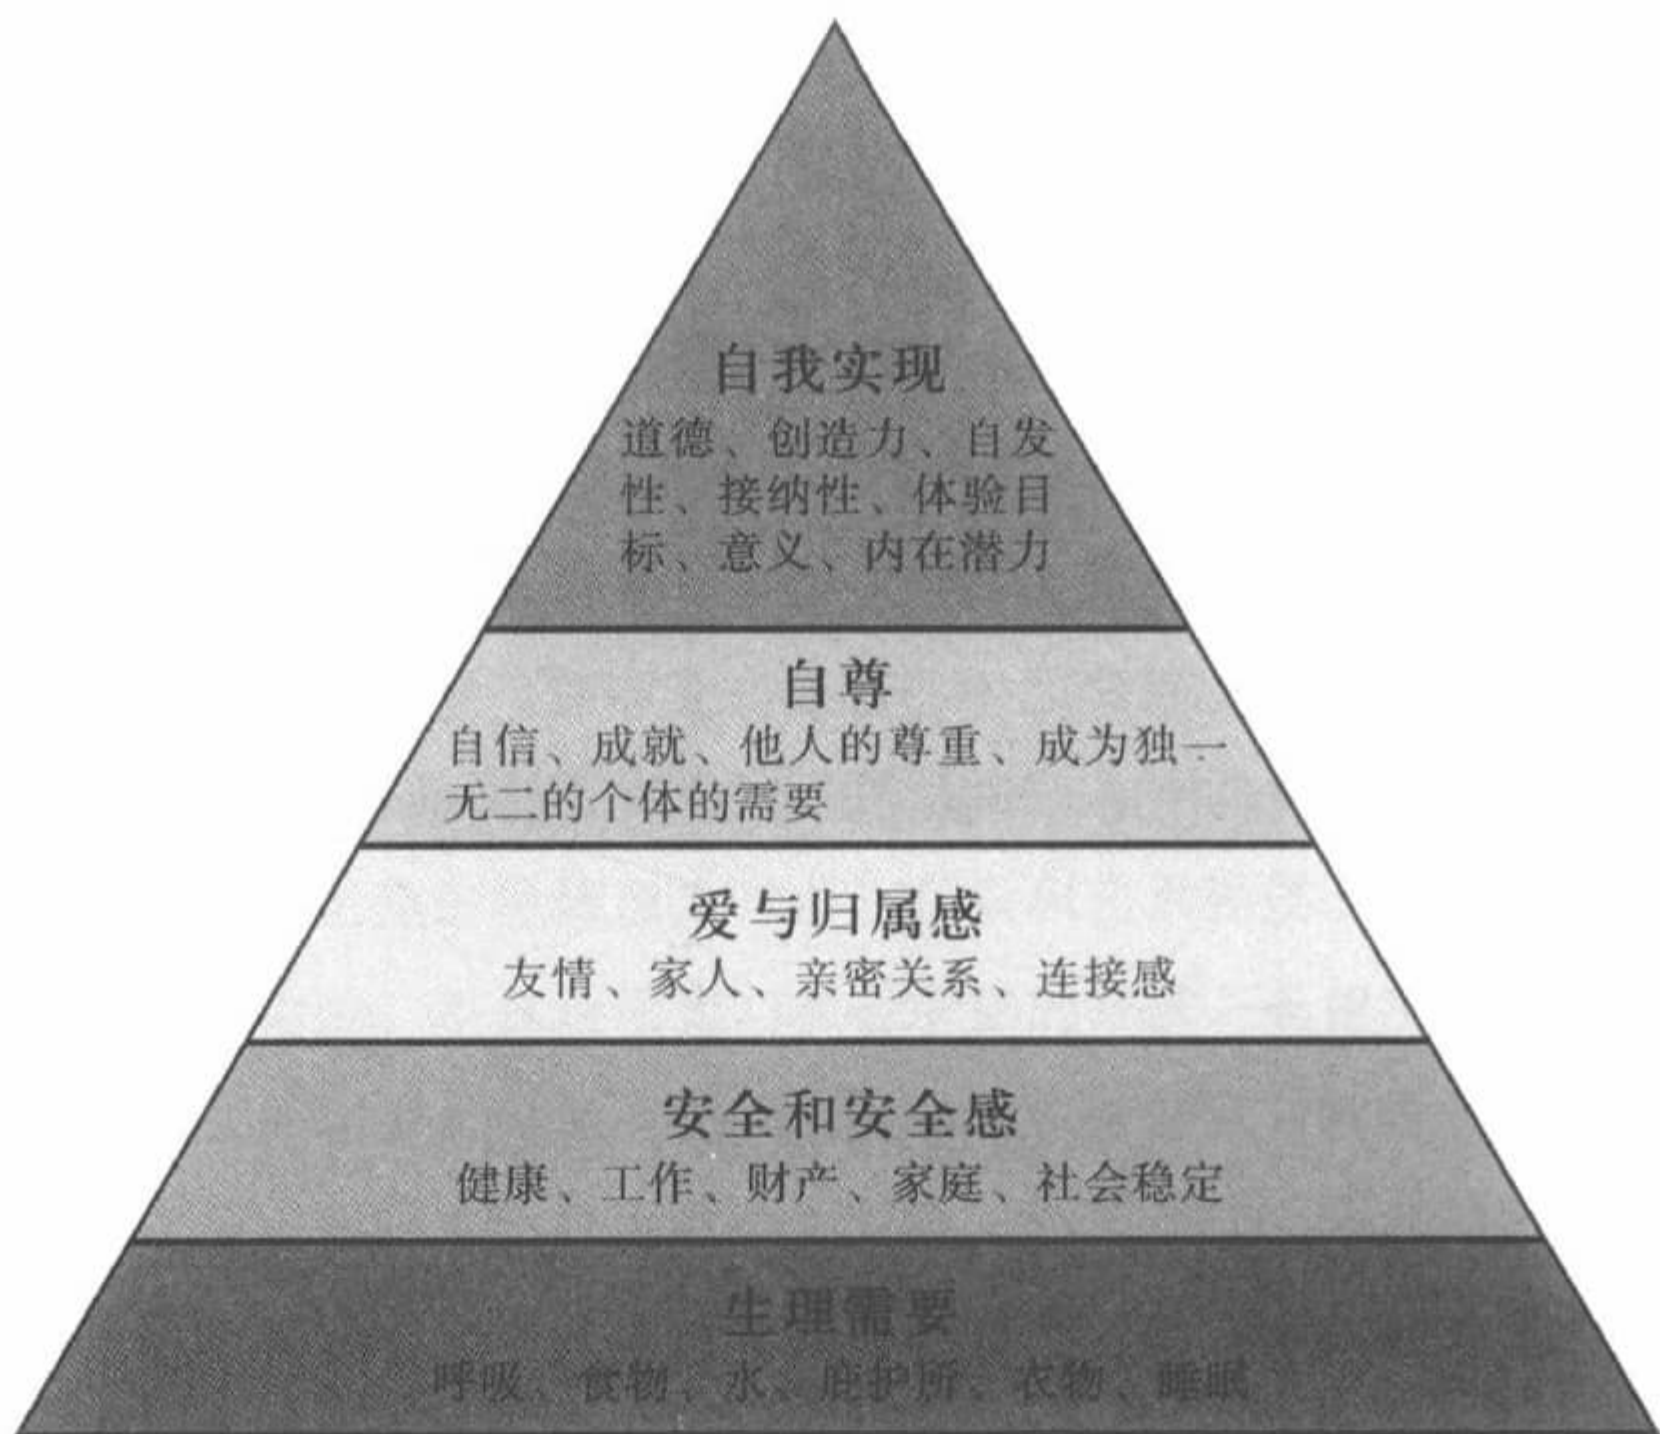 自我实现
道德、创造力、自发
性、接纳性、体验目
标、意义、内在潜力
自尊
自信、成就、他人的尊重、成为独一
无二的个体的需要
爱与归属感
友情、家人、亲密关系、连接感
安全和安全感
健康、工作、财产、家庭、社会稳定
生理需要
呼吸、食物、水、庇护所、衣物、睡眠